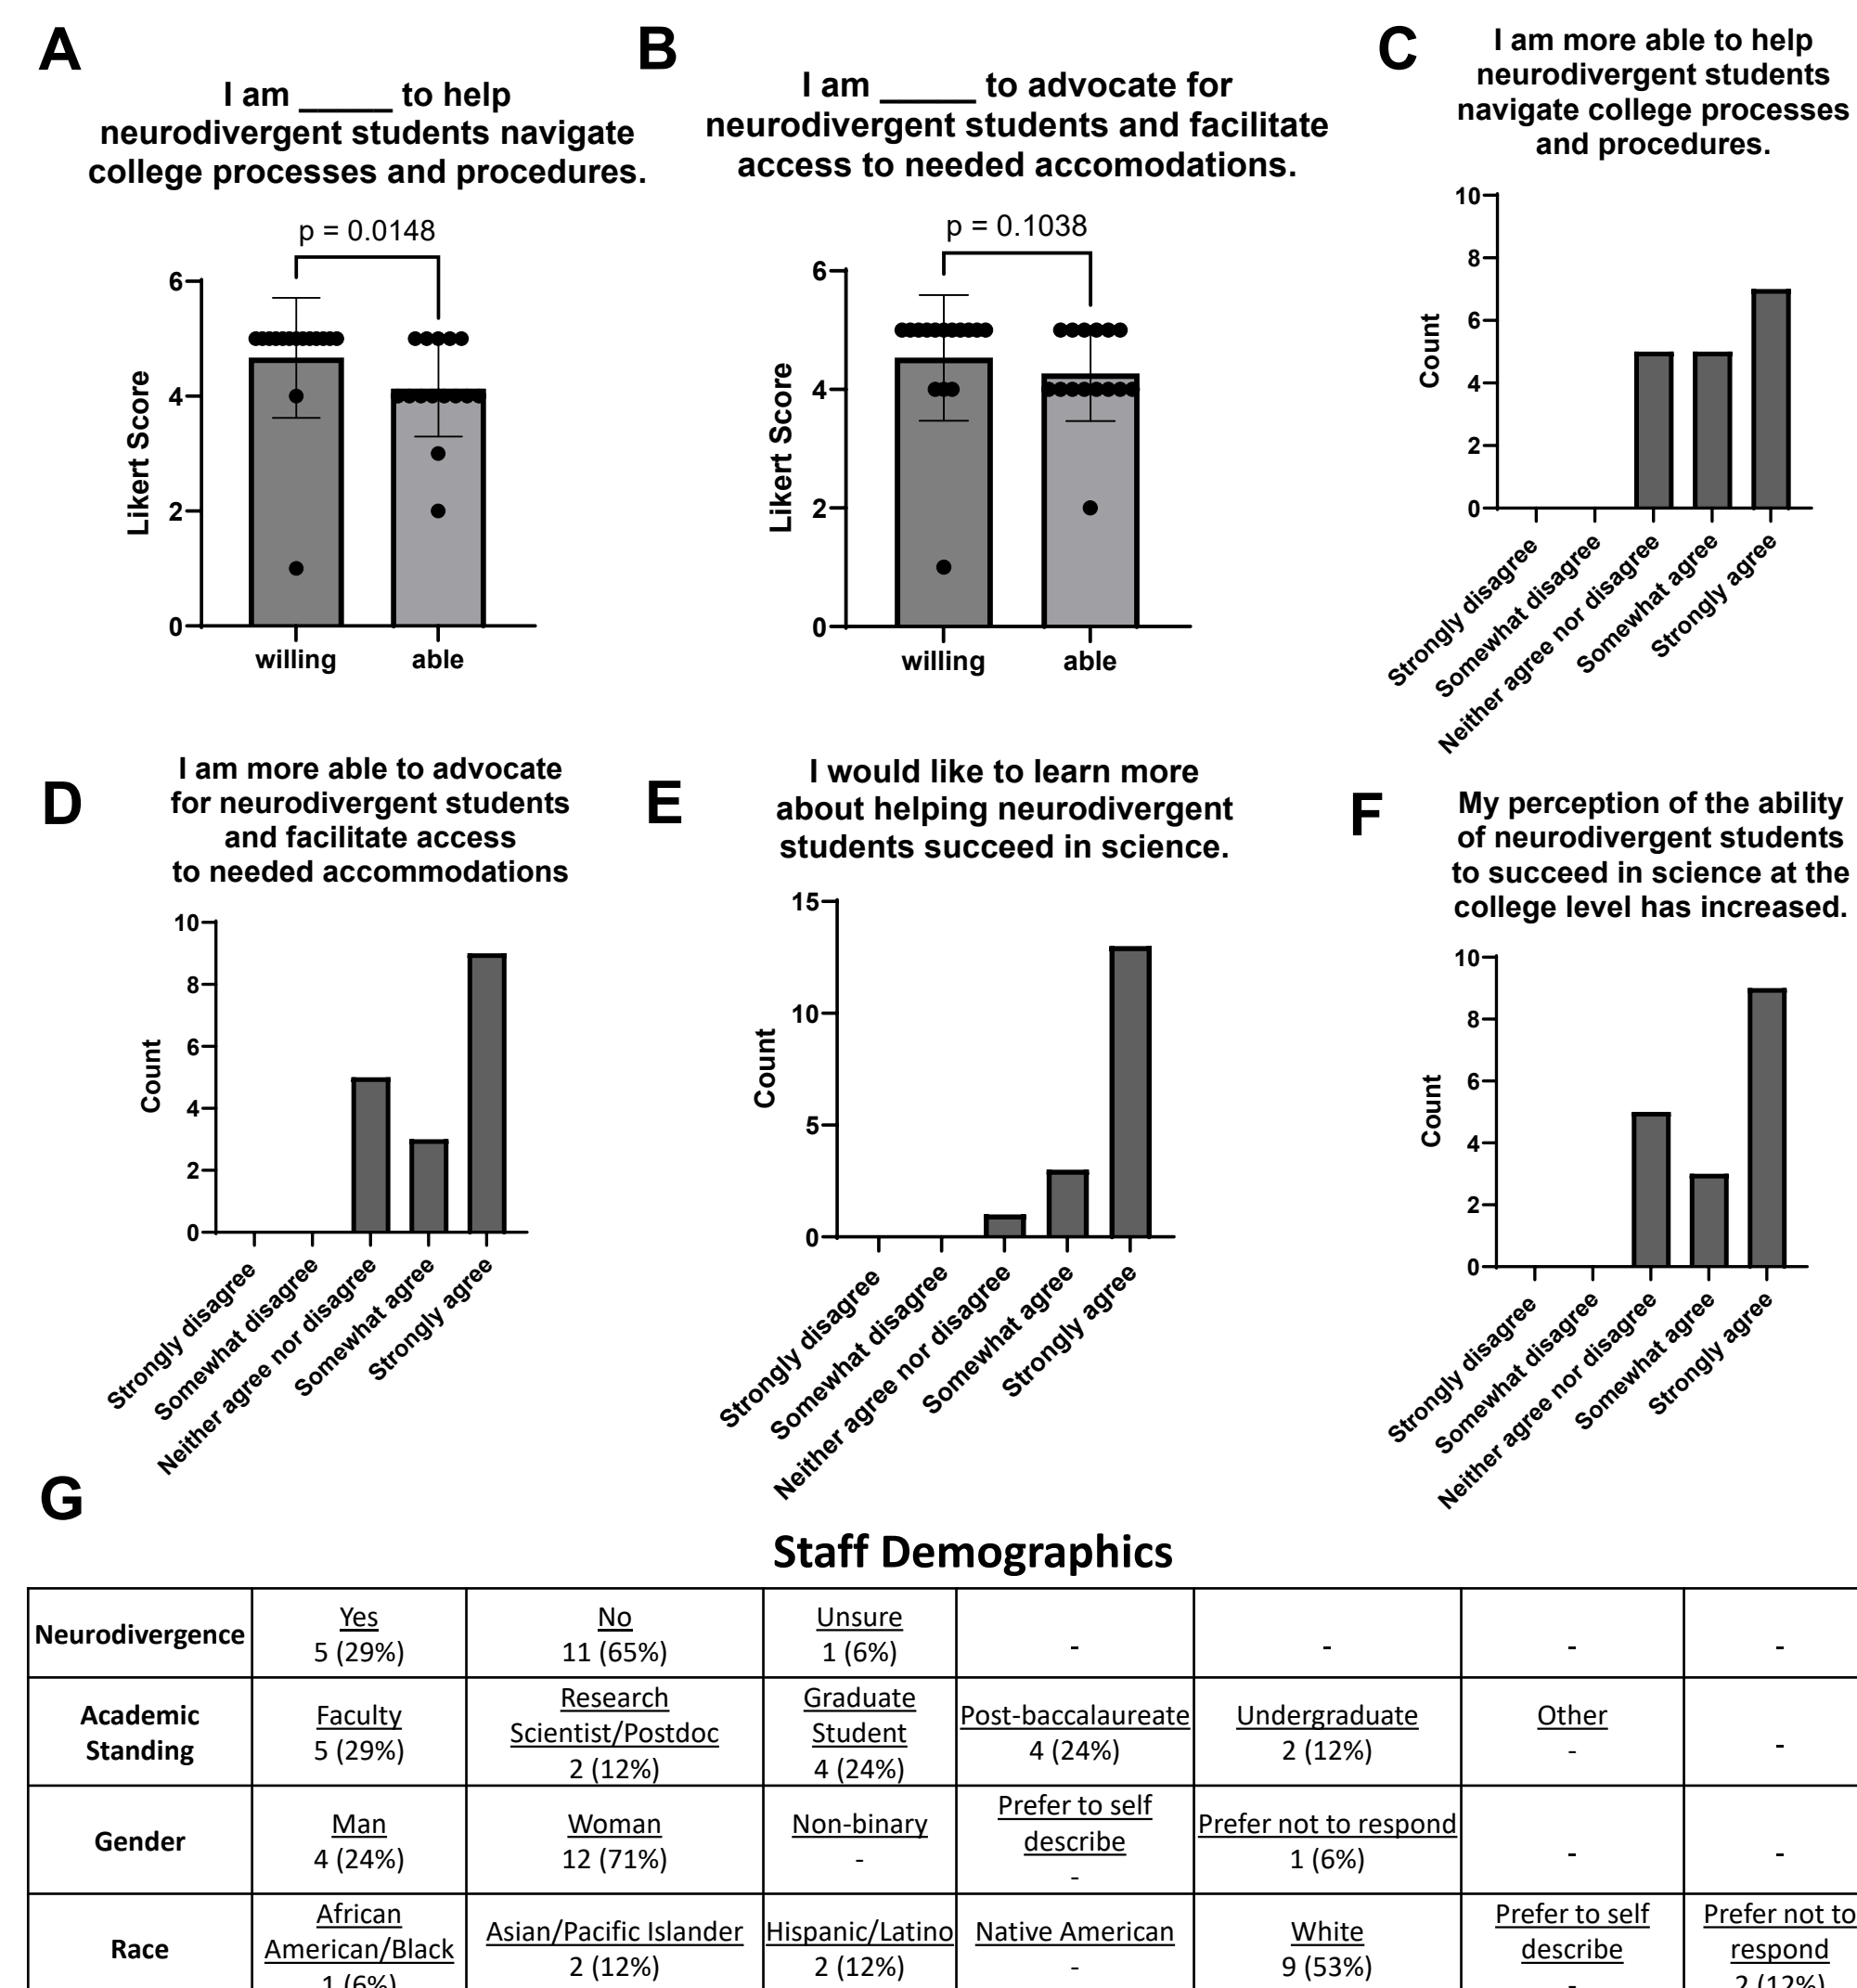 A
I am _____ to help
neurodivergent students navigate
college processes and procedures.
p = 0.0148
6
4
2
0
Likert Score
willing
able
B
I am _____ to advocate for
neurodivergent students and facilitate
access to needed accomodations.
p = 0.1038
6
4
2
0
Likert Score
willing
able
C
I am more able to help
neurodivergent students
navigate college processes
and procedures.
10
8
6
4
2
0
Count
Strongly disagree
Somewhat disagree
Neither agree nor disagree
Somewhat agree
Strongly agree
D
I am more able to advocate
for neurodivergent students
and facilitate access
to needed accommodations
10
8
6
4
2
0
Count
Strongly disagree
Somewhat disagree
Neither agree nor disagree
Somewhat agree
Strongly agree
E
I would like to learn more
about helping neurodivergent
students succeed in science.
15
10
5
0
Count
Strongly disagree
Somewhat disagree
Neither agree nor disagree
Somewhat agree
Strongly agree
F
My perception of the ability
of neurodivergent students
to succeed in science at the
college level has increased.
10
8
6
4
2
0
Count
Strongly disagree
Somewhat disagree
Neither agree nor disagree
Somewhat agree
Strongly agree
G
Staff Demographics
Neurodivergence
Yes
5 (29%)
No
11 (65%)
Unsure
1 (6%)
-
-
-
-
Academic
Standing
Faculty
5 (29%)
Research
Scientist/Postdoc
2 (12%)
Graduate
Student
4 (24%)
Post-baccalaureate
4 (24%)
Undergraduate
2 (12%)
Other
-
-
Gender
Man
4 (24%)
Woman
12 (71%)
Non-binary
-
Prefer to self
describe
-
Prefer not to respond
1 (6%)
-
-
Race
African
American/Black
1 (6%)
Asian/Pacific Islander
2 (12%)
Hispanic/Latino
2 (12%)
Native American
-
White
9 (53%)
Prefer to self
describe
-
Prefer not to
respond
2 (12%)